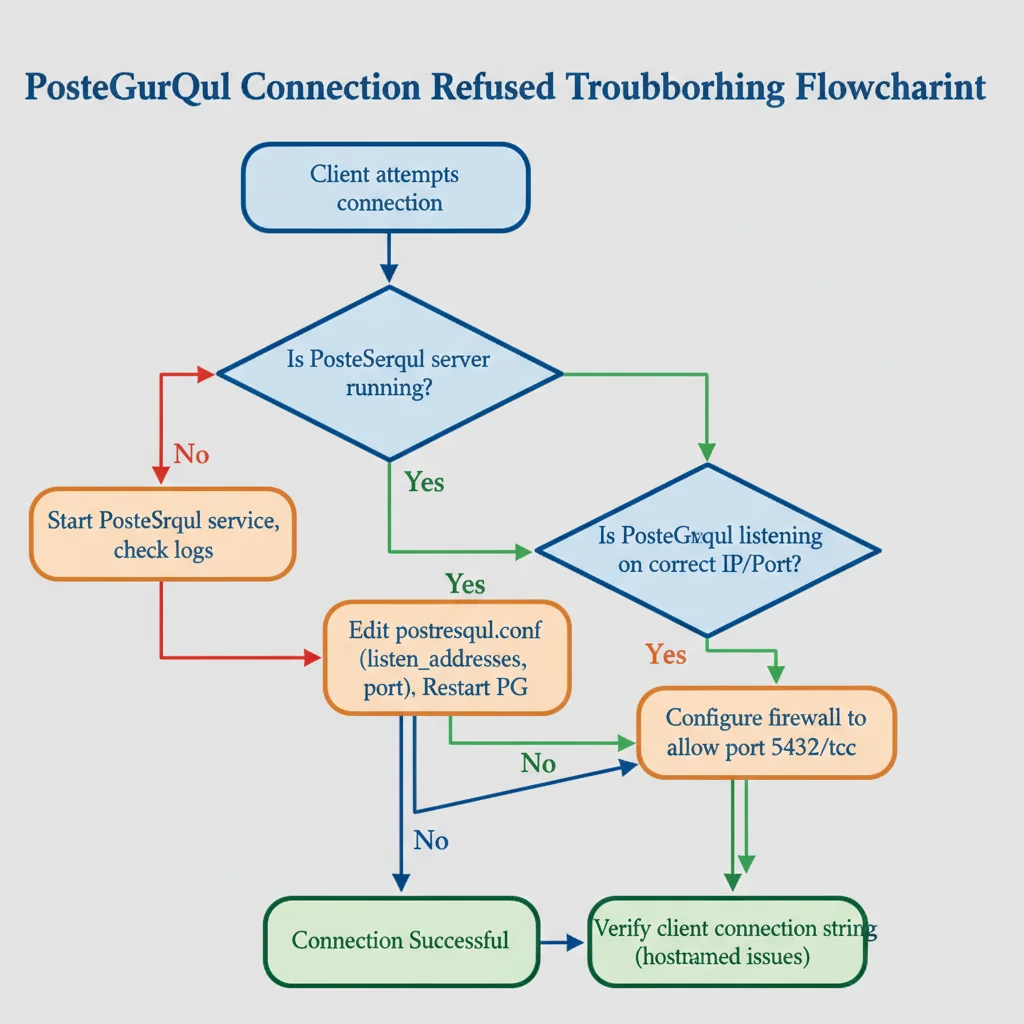 PosteGurQul Connection Refused Troubborhing Flowcharint
Client attempts
connection
Is PosteSerqul server
running?
No
Yes
Start PosteSrqul service,
check logs
Is listening
on correct IP/Port?
Yes
Edit postresqul.conf
(listen_addresses,
port), Restart PG
Yes
Configure firewall to
allow port 5432/tcc
No
No
Connection Successful
Verify client connection string
(hostnamed issues)